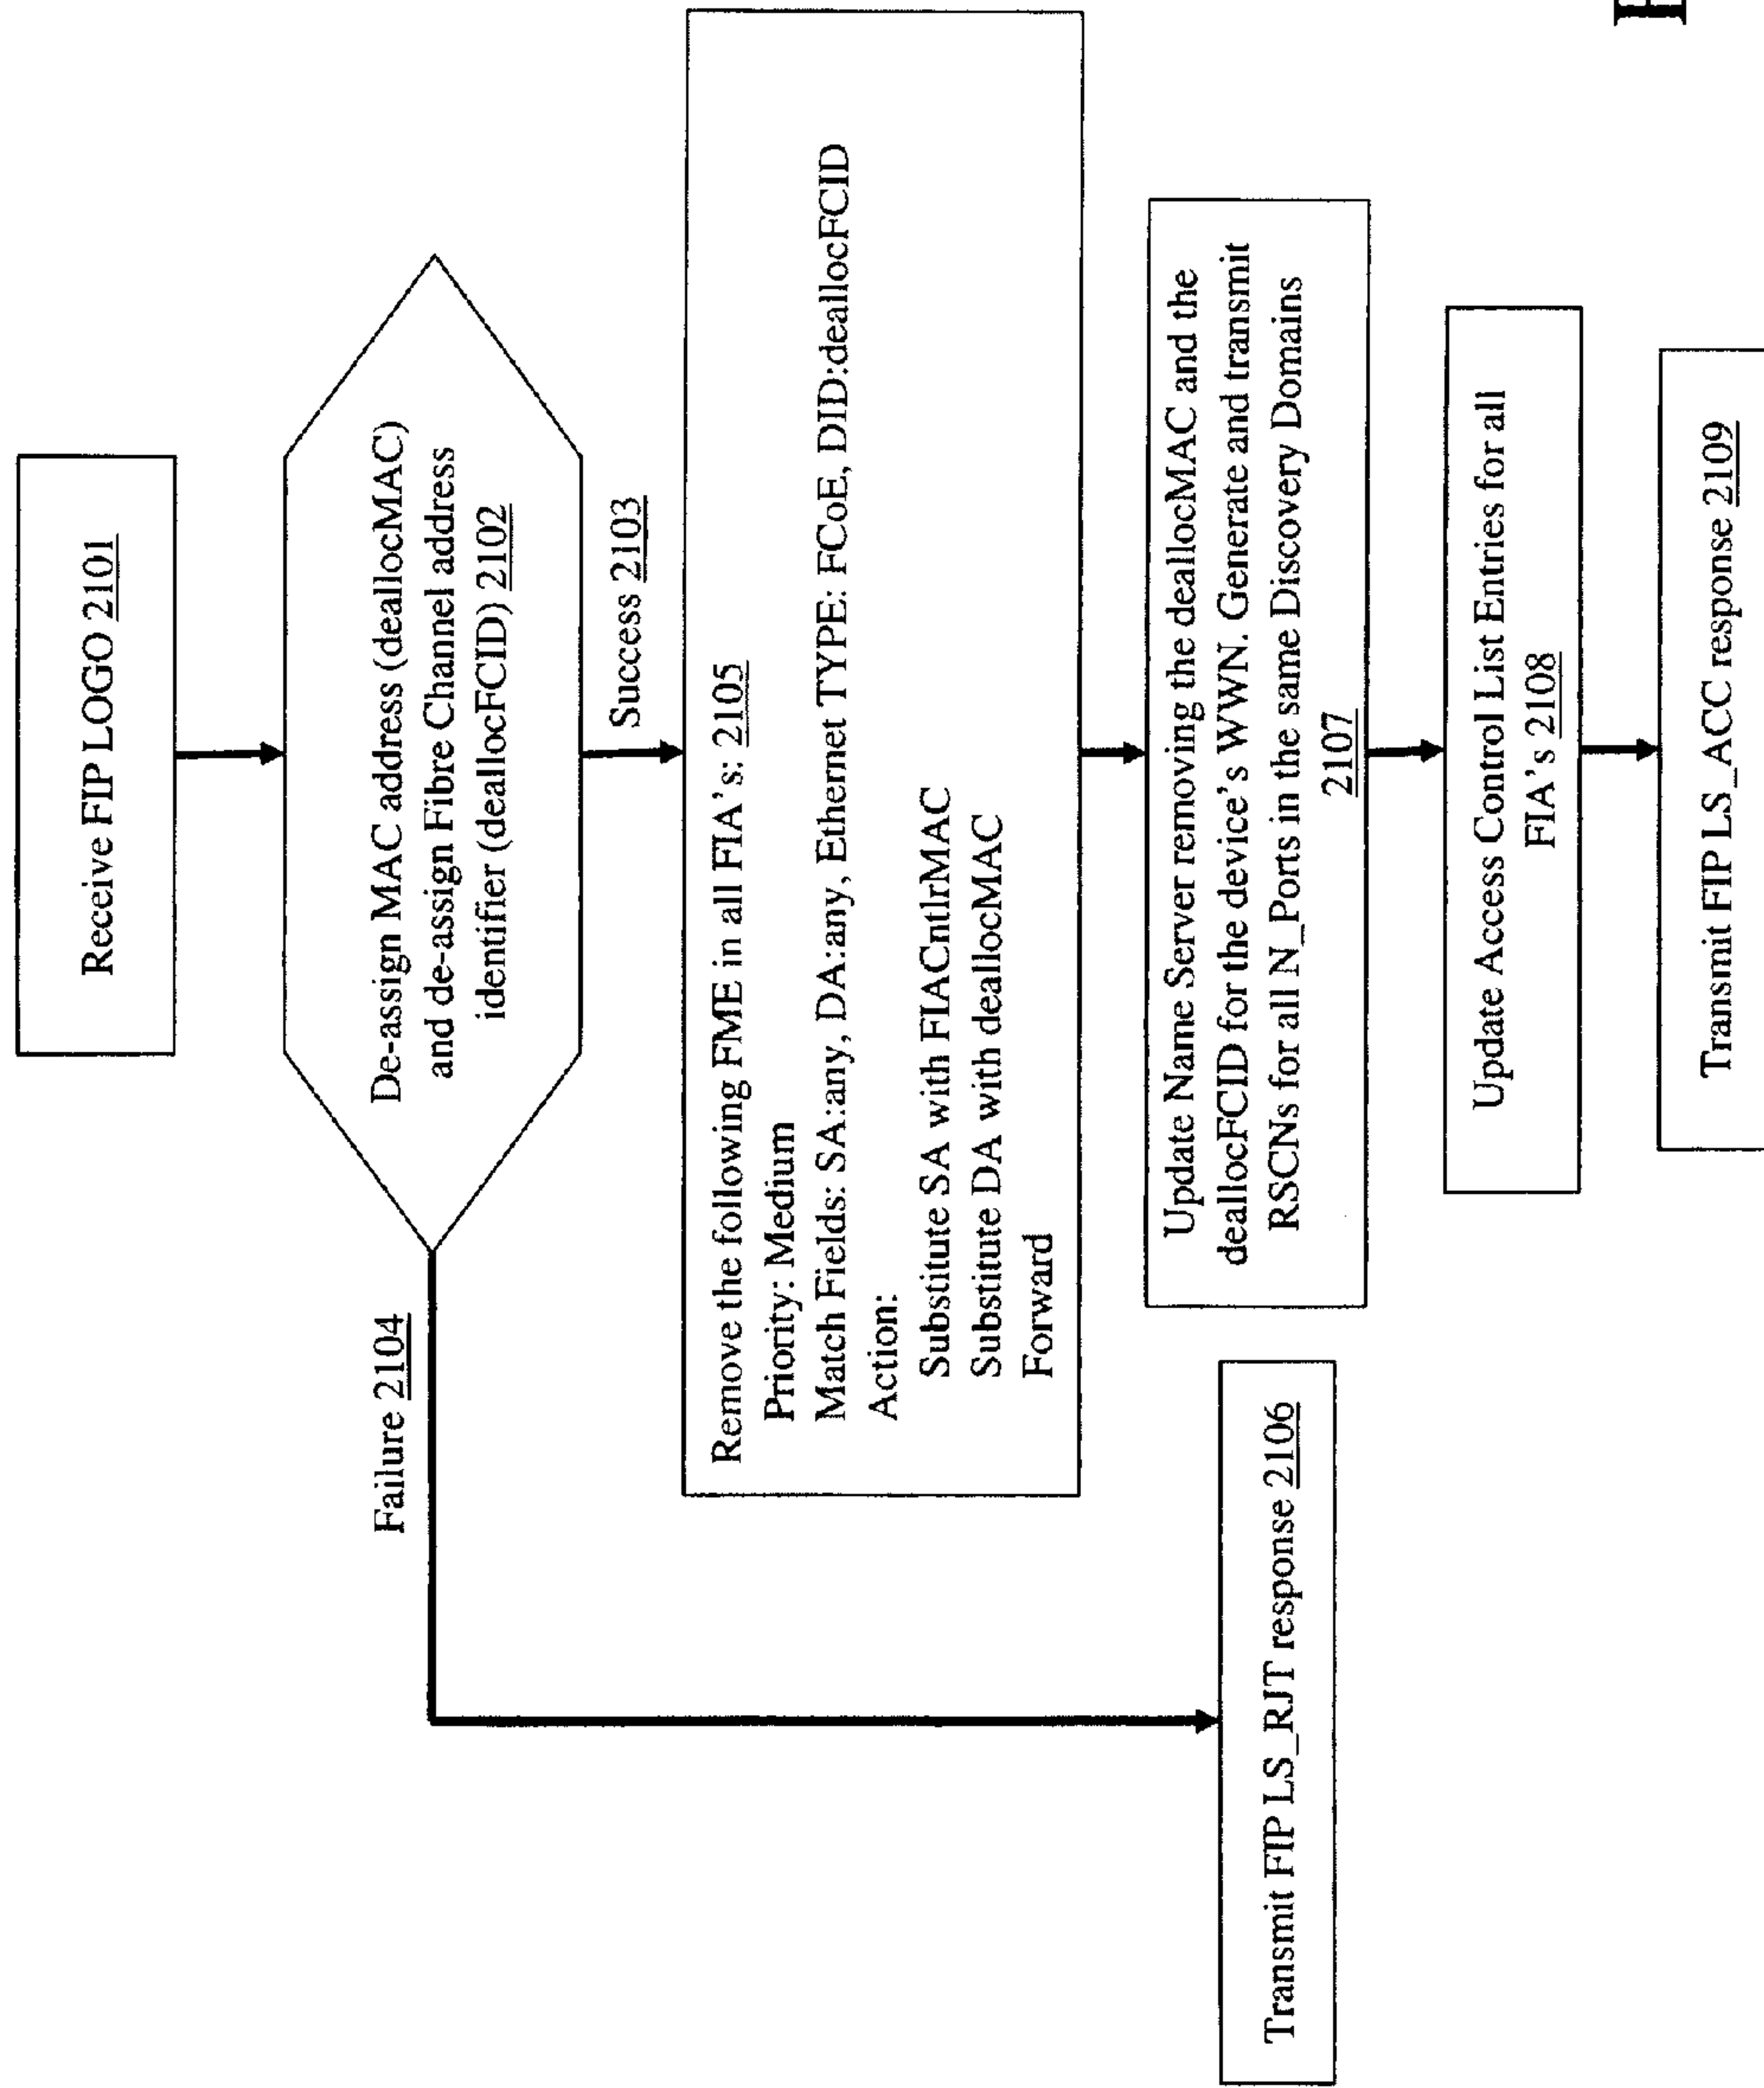 Receive FIP LOGO 2101
De-assign MAC address (deallocMAC)
and de-assign Fibre Channel address
identifier (deallocFCID) 2102
Failure 2104
Success 2103
Remove the following FME in all FIA's: 2105
Priority: Medium
Match Fields: SA:any, DA:any, Ethernet TYPE: FCoE, DID:deallocFCID
Action:
Substitute SA with FIACntlrMAC
Substitute DA with deallocMAC
Forward
Update Name Server removing the deallocMAC and the
deallocFCID for the device's WWN. Generate and transmit
RSCNs for all N_Ports in the same Discovery Domains
2107
Transmit FIP LS_RJT response 2106
Update Access Control List Entries for all
FIA's 2108
Transmit FIP LS_ACC response 2109